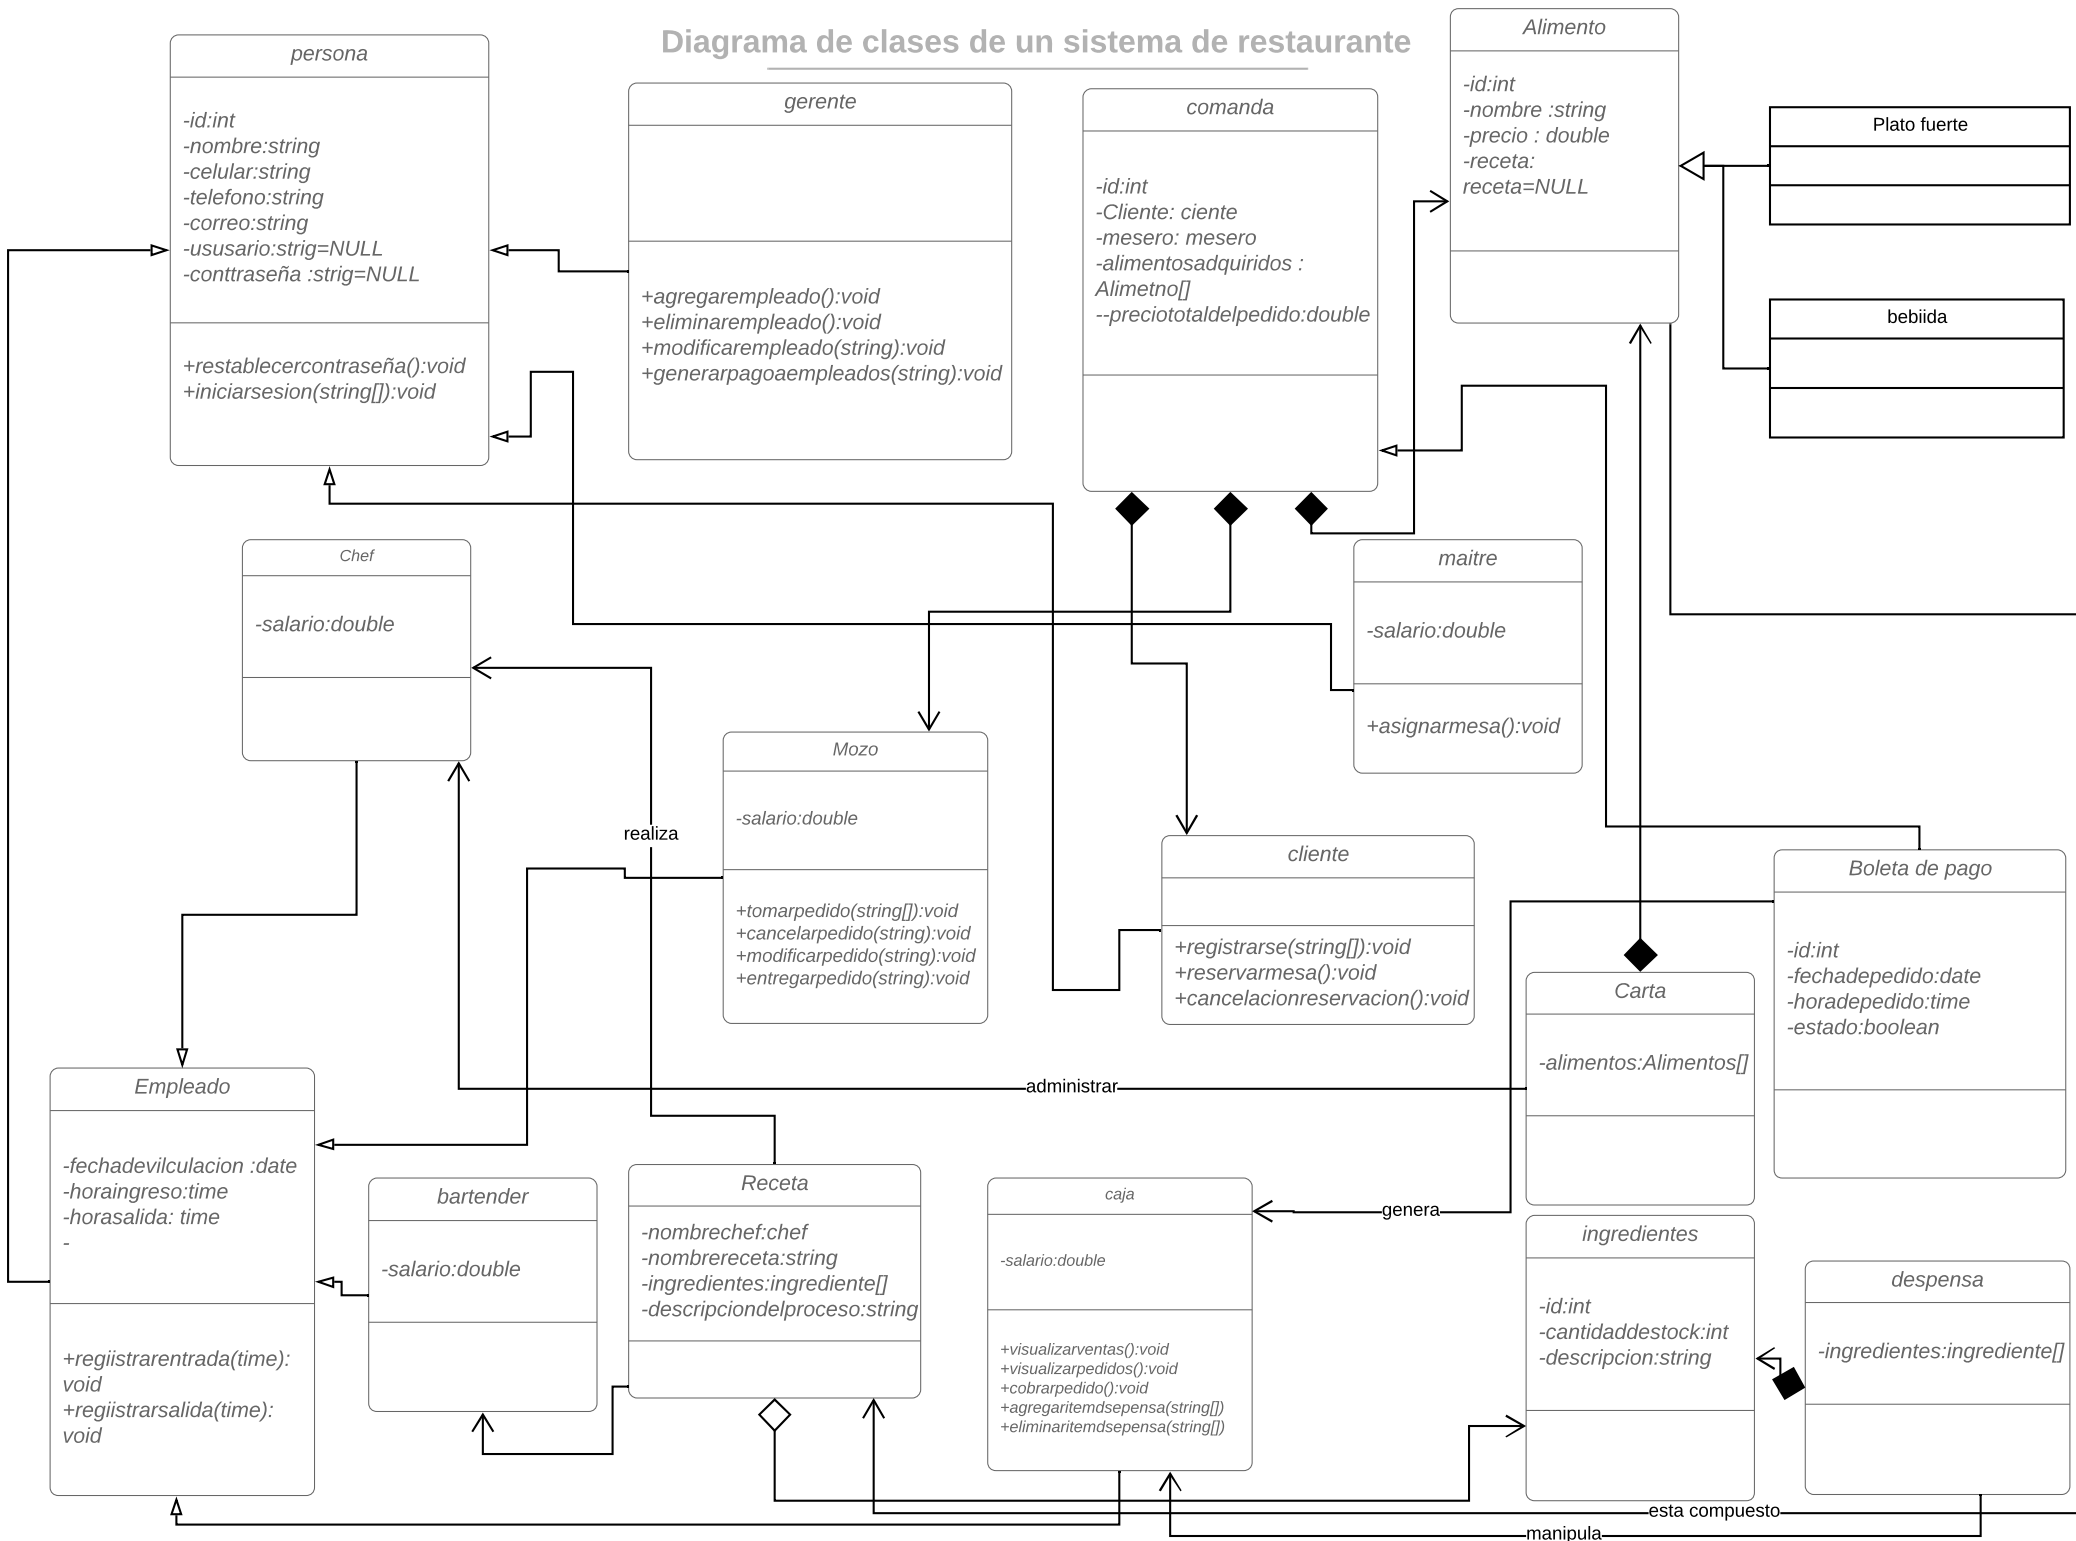 Diagrama de clases de un sistema de restaurante
persona
-id:int
-nombre:string
-celular:string
-telefono:string
-correo:string
-ususario:strig=NULL
-conttraseña :strig=NULL
+restablecercontraseña():void
+iniciarsesion(string[]):void
gerente
+agregarempleado():void
+eliminarempleado():void
+modificarempleado(string):void
+generarpagoaempleados(string):void
comanda
-id:int
-Cliente: ciente
-mesero: mesero
-alimentosadquiridos :
Alimetno[]
--preciototaldelpedido:double
Alimento
-id:int
-nombre :string
-precio : double
-receta:
receta=NULL
Plato fuerte
bebiida
Chef
-salario:double
maitre
-salario:double
+asignarmesa():void
realiza
Mozo
-salario:double
+tomarpedido(string[]):void
+cancelarpedido(string):void
+modificarpedido(string):void
+entregarpedido(string):void
cliente
+registrarse(string[]):void
+reservarmesa():void
+cancelacionreservacion():void
Boleta de pago
-id:int
-fechadepedido:date
-horadepedido:time
-estado:boolean
Carta
-alimentos:Alimentos[]
administrar
Empleado
-fechadevilculacion :date
-horaingreso:time
-horasalida: time
-
+regiistrarentrada(time):
void
+regiistrarsalida(time):
void
bartender
-salario:double
Receta
-nombrechef:chef
-nombrereceta:string
-ingredientes:ingrediente[]
-descripciondelproceso:string
caja
-salario:double
+visualizarventas():void
+visualizarpedidos():void
+cobrarpedido():void
+agregaritemdsepensa(string[])
+eliminaritemdsepensa(string[])
genera
ingredientes
-id:int
-cantidaddestock:int
-descripcion:string
despensa
-ingredientes:ingrediente[]
esta compuesto
manipula